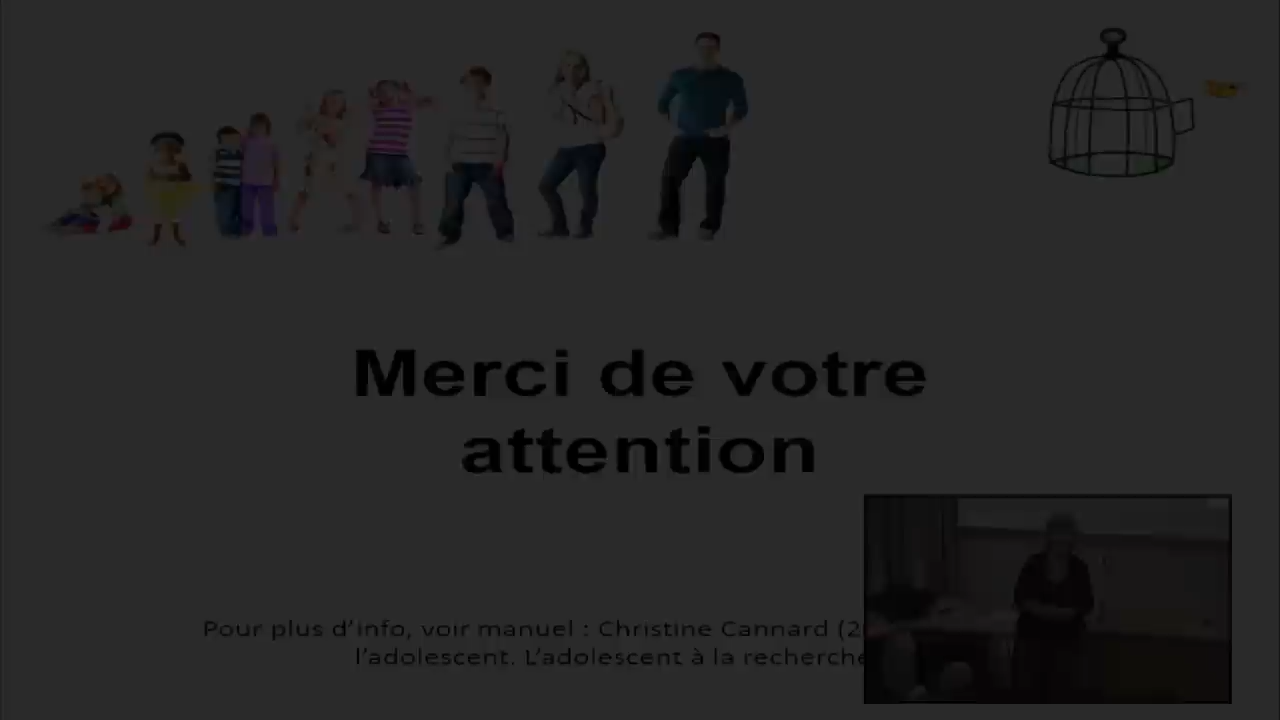 Merci de votre
attention
Pour plus d’info, voir manuel : Christine Cannard (2
l’adolescent. L’adolescent à la recherche